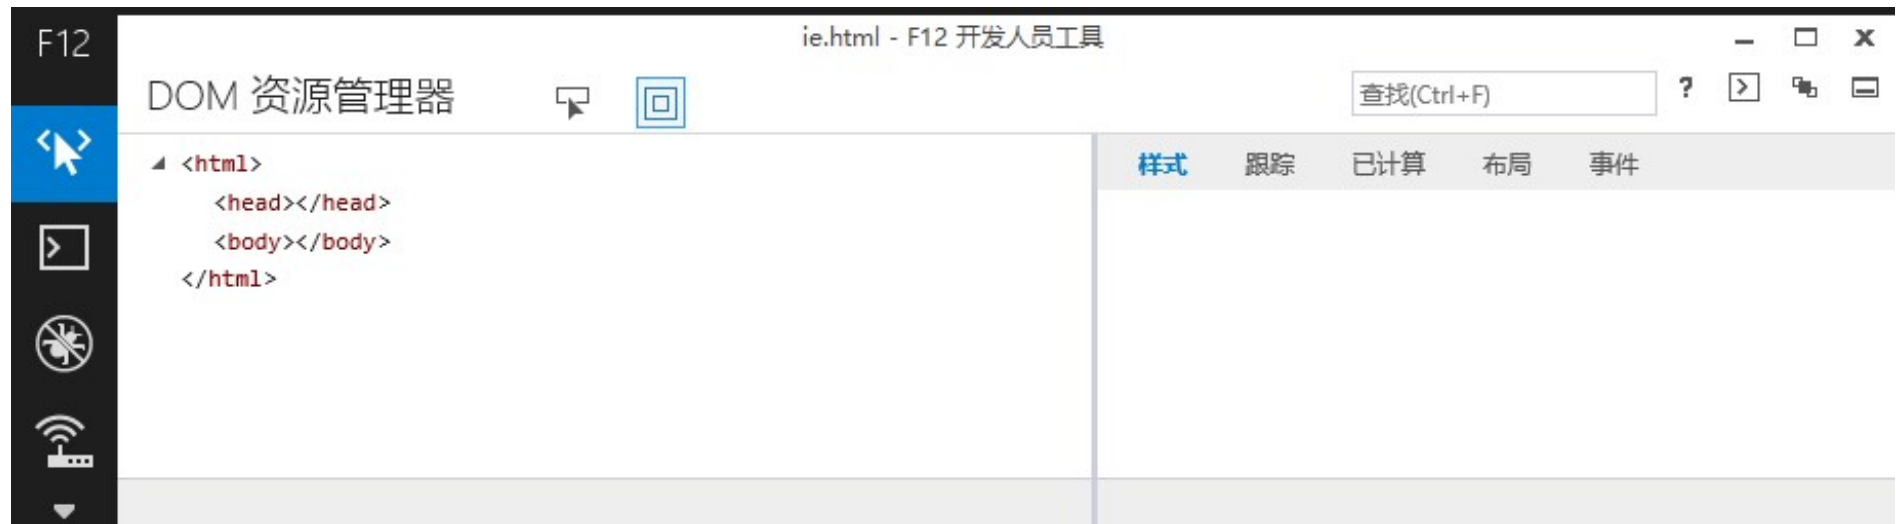 F12
ie.html - F12 开发人员工具
DOM 资源管理器
查找(Ctrl+F)
?
样式 跟踪 已计算 布局 事件
<html>
<head></head>
<body></body>
</html>